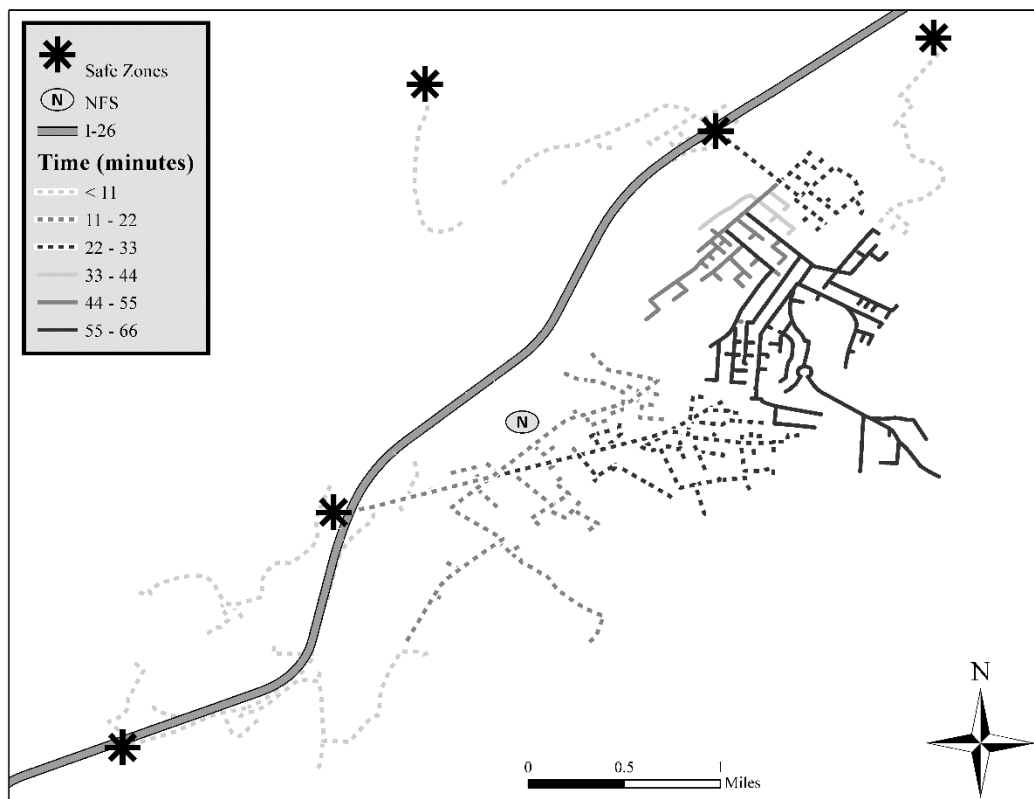 Safe Zones
N
NFS
I-26
Time (minutes)
< 11
11 - 22
22 - 33
33 - 44
44 - 55
55 - 66
N
N
0 0.5 1
Miles